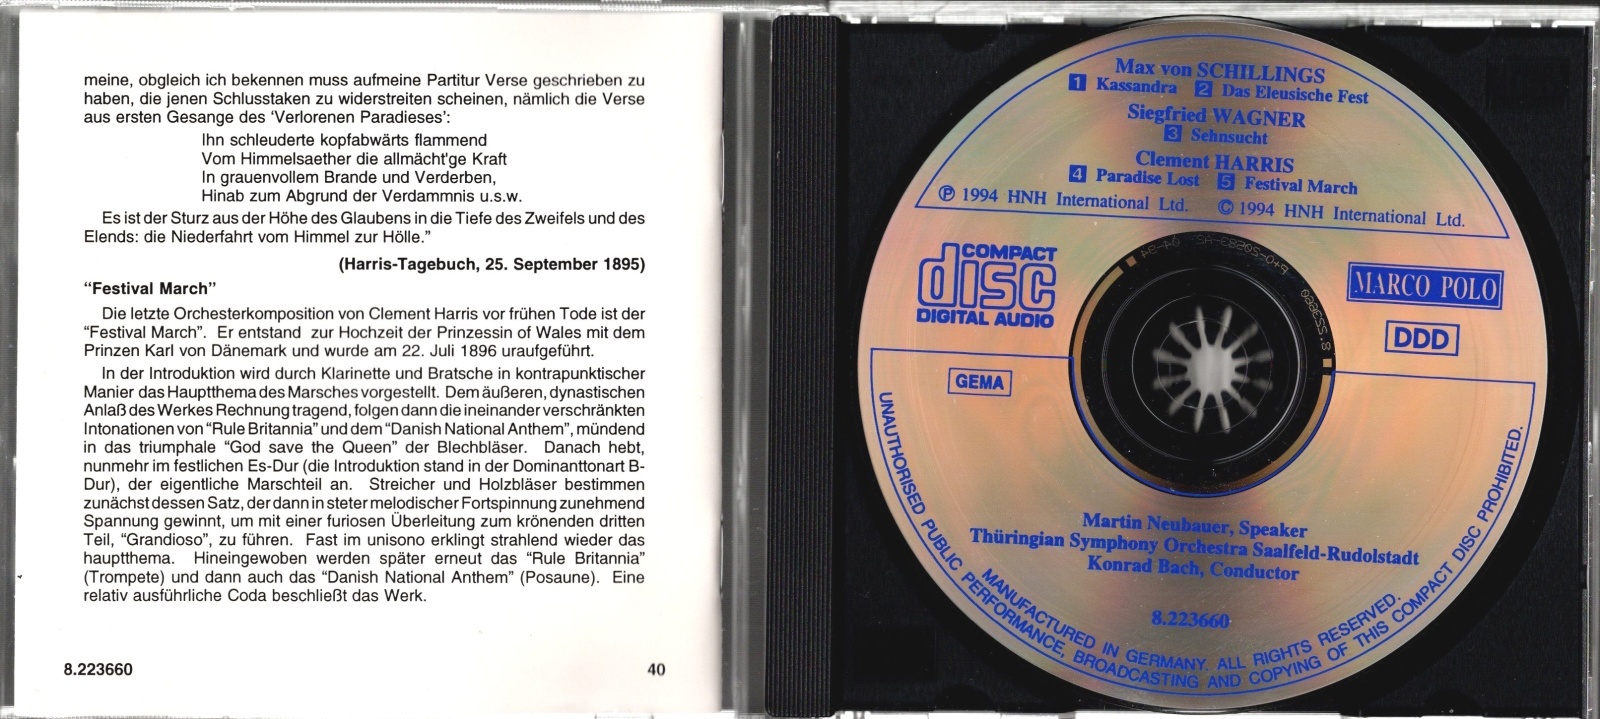 meine, obgleich ich bekennen muss aufmeine Partitur Verse geschrieben zu
haben, die jenen Schlusstaken zu widerstreiten scheinen, nämlich die Verse
aus ersten Gesange des ‘Verlorenen Paradieses’:
Ihn schleuderte kopfabwärts flammend
Vom Himmelsaether die allmächt'ge Kraft
In grauenvollem Brande und Verderben,
Hinab zum Abgrund der Verdammnis u.s.w.
Es ist der Sturz aus der Höhe des Glaubens in die Tiefe des Zweifels und des
Elends: die Niederfahrt vom Himmel zur Hölle.”
(Harris-Tagebuch, 25. September 1895)
“Festival March”
Die letzte Orchesterkomposition von Clement Harris vor frühen Tode ist der
“Festival March”. Er entstand zur Hochzeit der Prinzessin of Wales mit dem
Prinzen Karl von Dänemark und wurde am 22. Juli 1896 uraufgeführt.
In der Introduktion wird durch Klarinette und Bratsche in kontrapunktischer
Manier das Hauptthema des Marsches vorgestellt. Dem äußeren, dynastischen
Anlaß des Werkes Rechnung tragend, folgen dann die ineinander verschränkten
Intonationen von “Rule Britannia” und dem “Danish National Anthem”, mündend
in das triumphale “God save the Queen” der Blechbläser. Danach hebt,
nunmehr im festlichen Es-Dur (die Introduktion stand in der Dominanttonart B-
Dur), der eigentliche Marschteil an. Streicher und Holzbläser bestimmen
zunächst dessen Satz, der dann in steter melodischer Fortspinnung zunehmend
Spannung gewinnt, um mit einer furiosen Überleitung zum krönenden dritten
Teil, “Grandioso”, zu führen. Fast im unisono erklingt strahlend wieder das
hauptthema. Hineingewoben werden später erneut das “Rule Britannia”
(Trompete) und dann auch das “Danish National Anthem” (Posaune). Eine
relativ ausführliche Coda beschließt das Werk.
8.223660
40
Max von SCHILLINGS
1 Kassandra 2 Das Eleusische Fest
Siegfried WAGNER
3 Sehnsucht
Clement HARRIS
4 Paradise Lost 5 Festival March
℗ 1994 HNH International Ltd. © 1994 HNH International Ltd.
COMPACT
disc
DIGITAL AUDIO
MARCO POLO
DDD
GEMA
8.223660
Martin Neubauer, Speaker
Thüringian Symphony Orchestra Saalfeld-Rudolstadt
Konrad Bach, Conductor
8.223660
MANUFACTURED IN GERMANY. ALL RIGHTS RESERVED.
UNAUTHORISED PUBLIC PERFORMANCE, BROADCASTING AND COPYING OF THIS COMPACT DISC PROHIBITED.